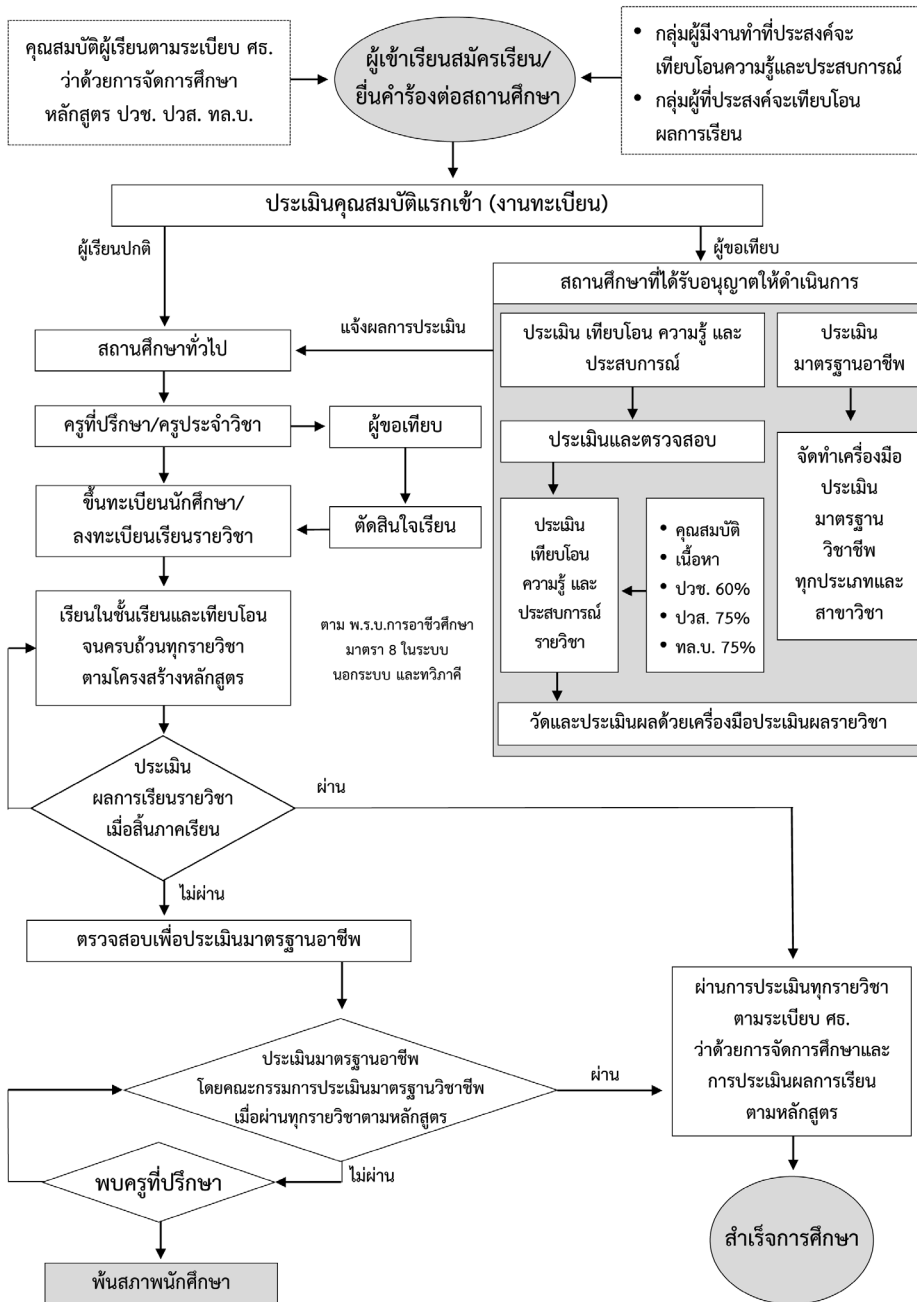 คุณสมบัติผู้เรียนตามระเบียบ ศธ.
ว่าด้วยการจัดการศึกษา
หลักสูตร ปวช. ปวส. ทล.บ.
ผู้เข้าเรียนสมัครเรียน/
ยื่นคำร้องต่อสถานศึกษา
• กลุ่มผู้มีงานทำที่ประสงค์จะ
เทียบโอนความรู้และประสบการณ์
• กลุ่มผู้ที่ประสงค์จะเทียบโอน
ผลการเรียน
ประเมินคุณสมบัติแรกเข้า (งานทะเบียน)
ผู้เรียนปกติ
ผู้ขอเทียบ
สถานศึกษาที่ได้รับอนุญาตให้ดำเนินการ
แจ้งผลการประเมิน
สถานศึกษาทั่วไป
ประเมิน เทียบโอน ความรู้ และ
ประสบการณ์
ประเมิน
มาตรฐานอาชีพ
ครูที่ปรึกษา/ครูประจำวิชา
ผู้ขอเทียบ
ประเมินและตรวจสอบ
จัดทำเครื่องมือ
ประเมิน
มาตรฐาน
วิชาชีพ
ทุกประเภทและ
สาขาวิชา
ขึ้นทะเบียนนักศึกษา/
ลงทะเบียนเรียนรายวิชา
ตัดสินใจเรียน
ประเมิน
เทียบโอน
ความรู้ และ
ประสบการณ์
รายวิชา
• คุณสมบัติ
• เนื้อหา
• ปวช. 60%
• ปวส. 75%
• ทล.บ. 75%
เรียนในชั้นเรียนและเทียบโอน
จนครบถ้วนทุกรายวิชา
ตามโครงสร้างหลักสูตร
ตาม พ.ร.บ.การอาชีวศึกษา
มาตรา 8 ในระบบ
นอกระบบ และทวิภาคี
วัดและประเมินผลด้วยเครื่องมือประเมินผลรายวิชา
ประเมิน
ผลการเรียนรายวิชา
เมื่อสิ้นภาคเรียน
ผ่าน
ไม่ผ่าน
ตรวจสอบเพื่อประเมินมาตรฐานอาชีพ
ประเมินมาตรฐานอาชีพ
โดยคณะกรรมการประเมินมาตรฐานวิชาชีพ
เมื่อผ่านทุกรายวิชาตามหลักสูตร
ผ่าน
ผ่านการประเมินทุกรายวิชา
ตามระเบียบ ศธ.
ว่าด้วยการจัดการศึกษาและ
การประเมินผลการเรียน
ตามหลักสูตร
ไม่ผ่าน
พบครูที่ปรึกษา
สำเร็จการศึกษา
พ้นสภาพนักศึกษา